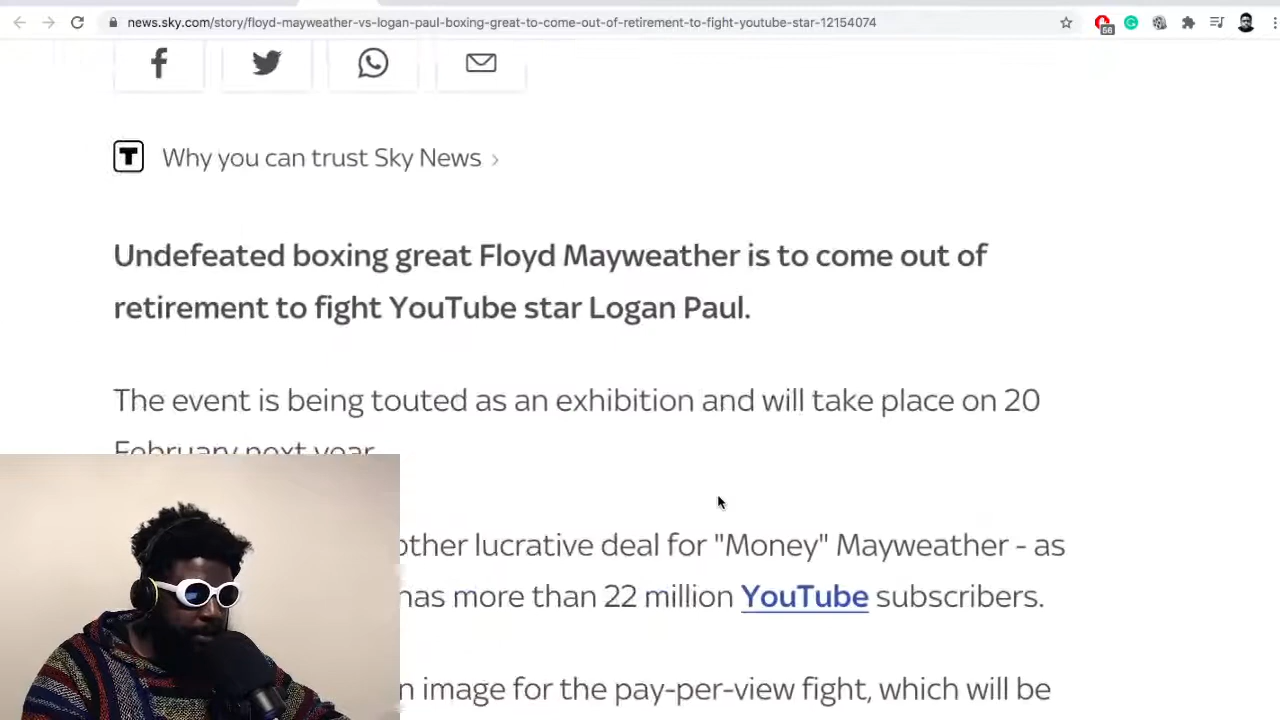 news.sky.com/story/floyd-mayweather-vs-logan-paul-boxing-great-to-come-out-of-retirement-to-fight-youtube-star-12154074
56
T Why you can trust Sky News
Undefeated boxing great Floyd Mayweather is to come out of
retirement to fight YouTube star Logan Paul.
The event is being touted as an exhibition and will take place on 20
February next year
other lucrative deal for "Money" Mayweather - as
has more than 22 million YouTube subscribers.
image for the pay-per-view fight, which will be